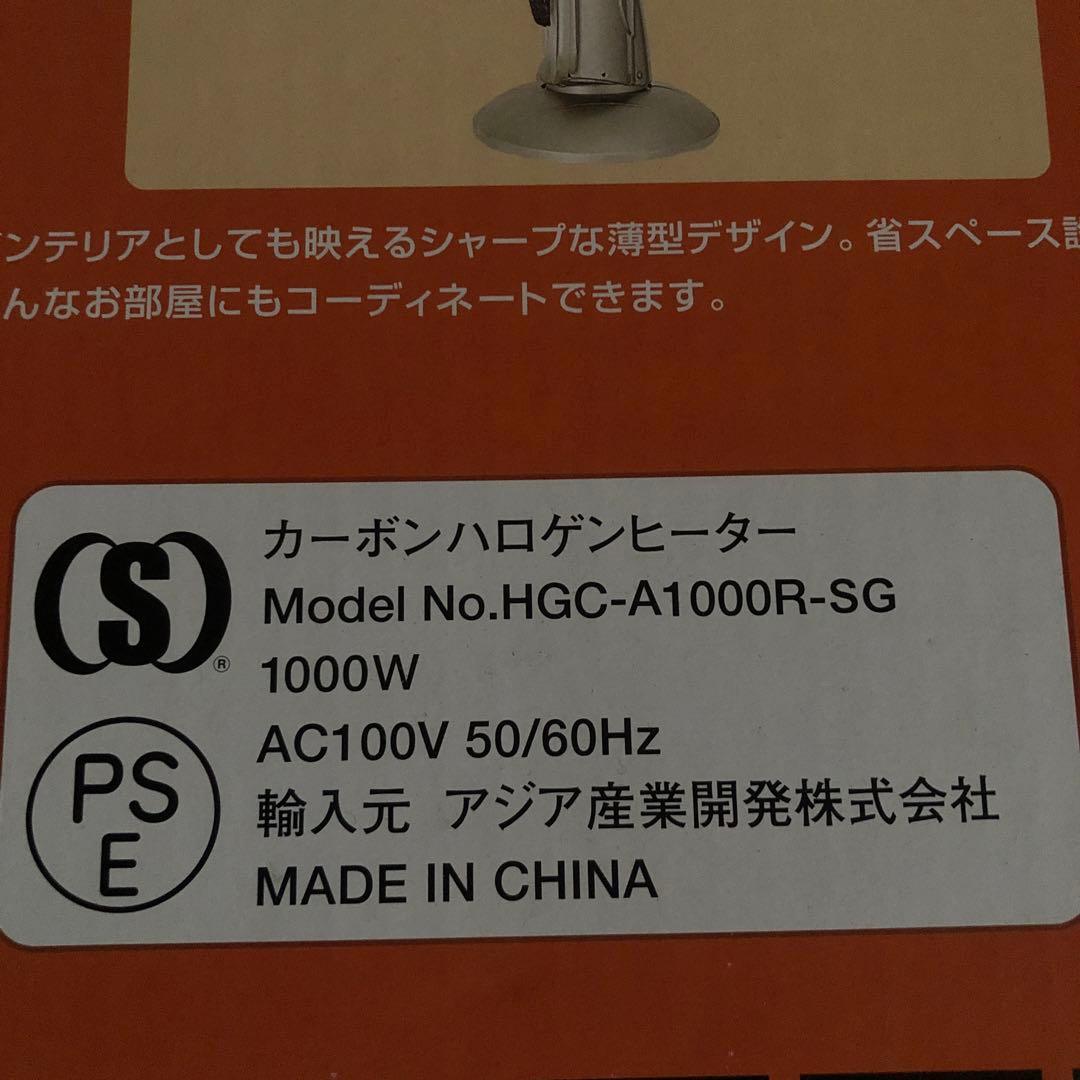 ンテリアとしても映えるシャープな薄型デザイン。省スペース
んなお部屋にもコーディネートできます。
S
®
カーボンハロゲンヒーター
Model No.HGC-A1000R-SG
1000W
AC100V 50/60Hz
輸入元 アジア産業開発株式会社
MADE IN CHINA
PS
E